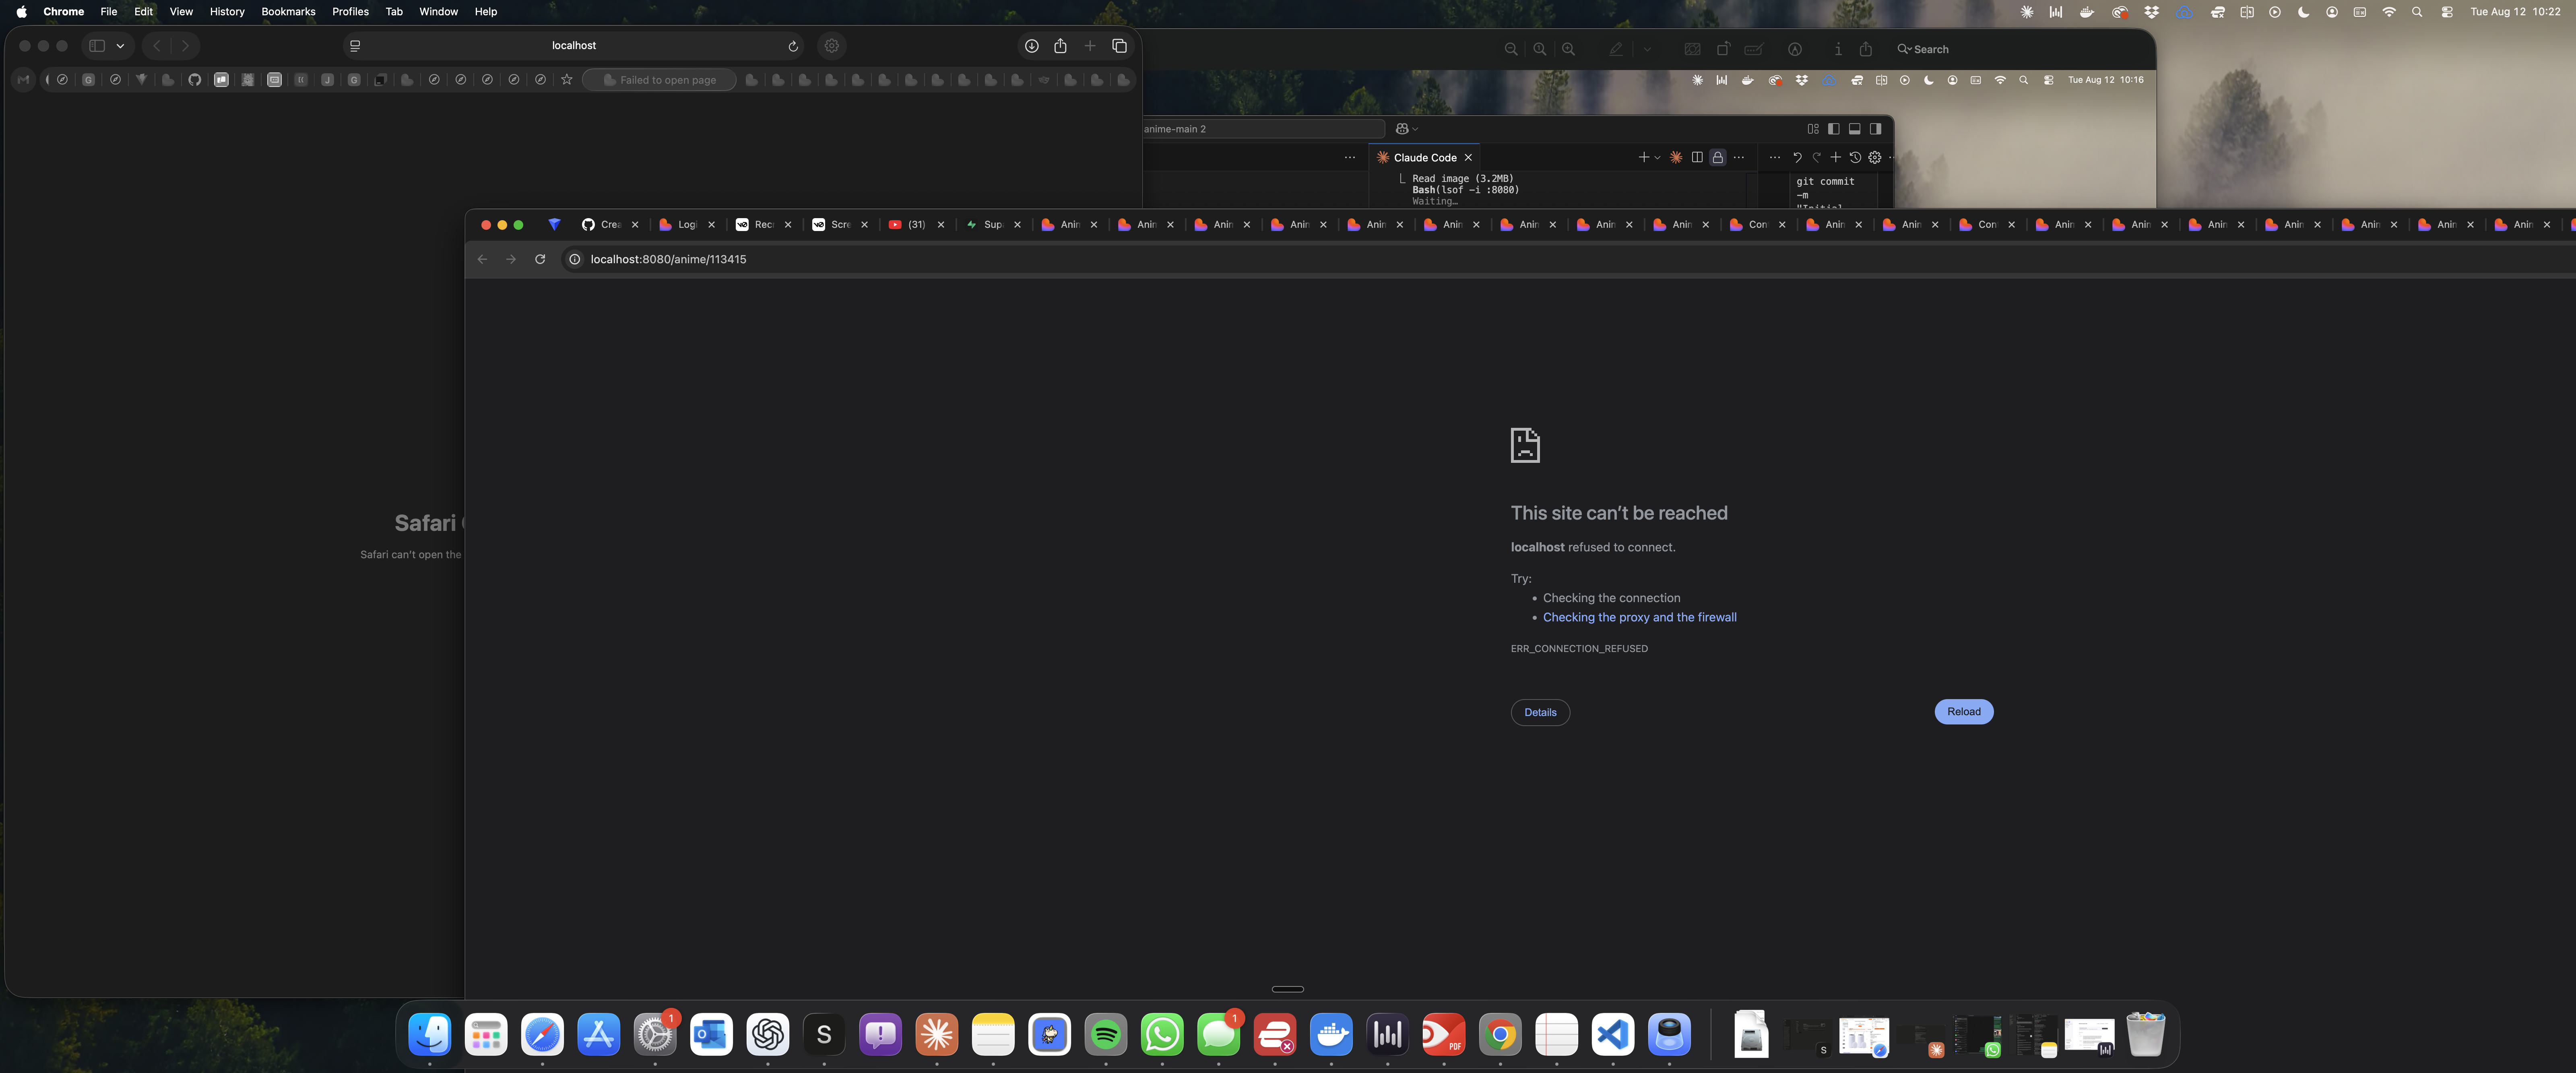 Chrome File Edit View History Bookmarks Profiles Tab Window Help
Tue Aug 12 10:22
localhost
Search
Failed to open page
Tue Aug 12 10:16
anime-main 2
Claude Code
Read image (3.2MB)
Bash(lsof -i :8080)
Waiting…
git commit
-m
"Initial
Crea Logi Recr Scre (31) Sup Anin Anin Anin Anin Anin Anin Anin Anin Anin Con Anin Anin Con Anin Anin Anin Anin Anin Anin Anin
localhost:8080/anime/113415
Safari
Safari can't open the
This site can't be reached
localhost refused to connect.
Try:
• Checking the connection
• Checking the proxy and the firewall
ERR_CONNECTION_REFUSED
Details
Reload
1
1
S
PDF